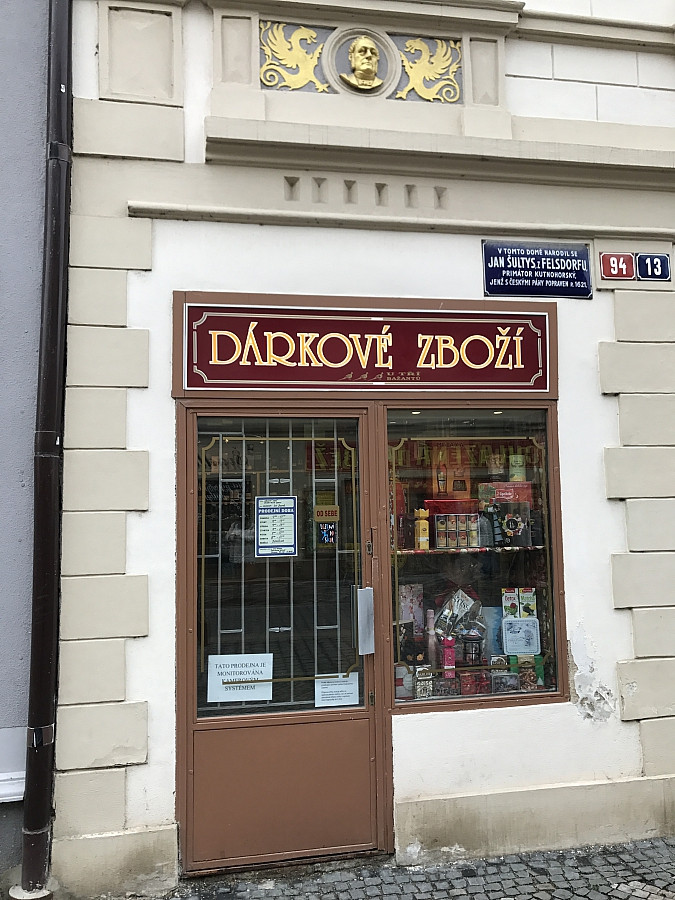 V TOMTO DOMĚ NARODIL SE
JAN ŠULTYS Z FELSDORFU,
PRIMÁTOR KUTNOHORSKÝ,
JENŽ S ČESKÝMI PÁNY POPRAVEN R. 1621.
94
13
DÁRKOVÉ ZBOŽÍ
U TŘÍ
BAŽANTŮ
PRODEJNÍ DOBA
OD SEBE
TATO PRODEJNA JE
MONITOROVÁNA
KAMEROVÝM
SYSTÉMEM